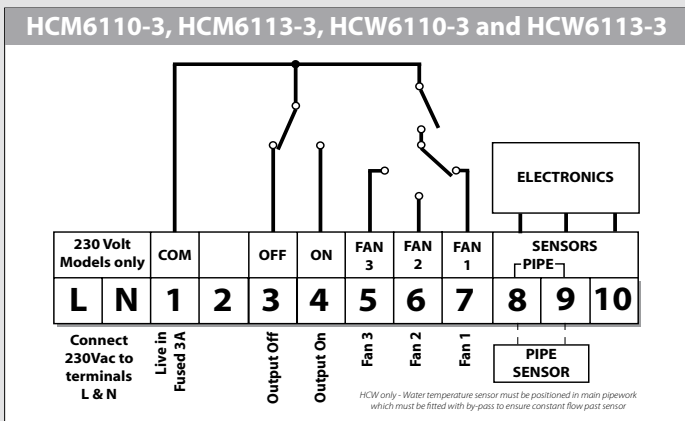 HCM6110-3, HCM6113-3, HCW6110-3 and HCW6113-3
ELECTRONICS
230 Volt
Models only
COM
OFF
ON
FAN
3
FAN
2
FAN
1
SENSORS
PIPE
L N 1 2 3 4 5 6 7 8 9 10
Connect
230Vac to
terminals
L & N
Live in
Fused 3 A
Output Off
Output On
Fan 3
Fan 2
Fan 1
PIPE
SENSOR
HCW only - Water temperature sensor must be positioned in main pipework
which must be fitted with by-pass to ensure constant flow past sensor